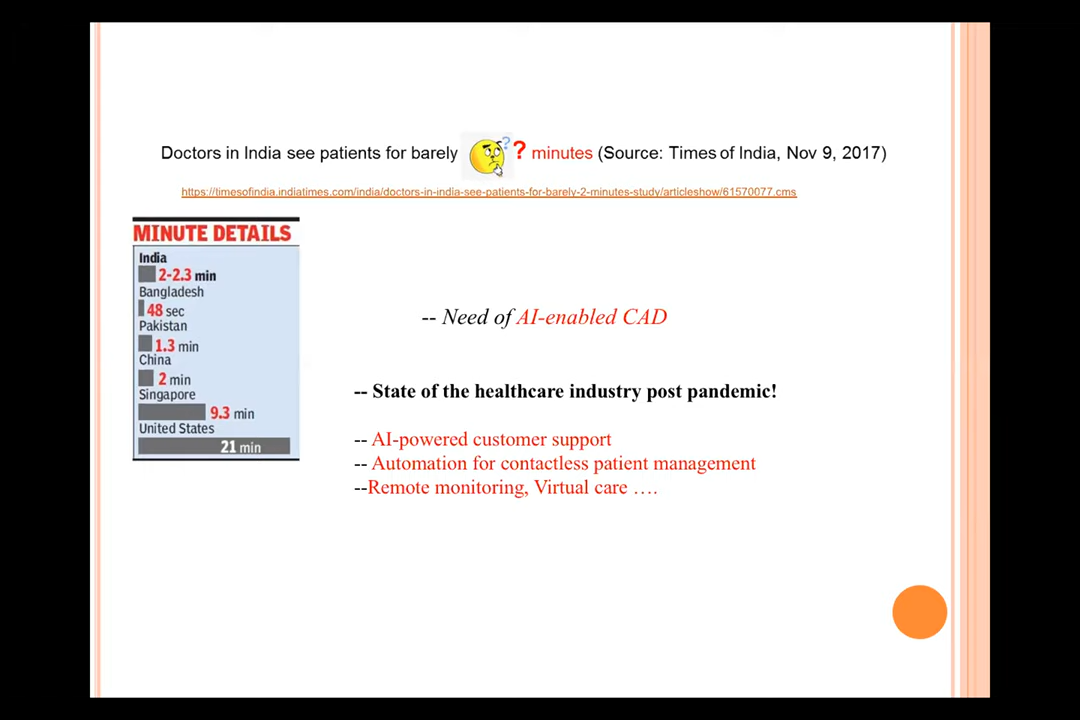 Doctors in India see patients for barely ?? minutes (Source: Times of India, Nov 9, 2017)
https://timesofindia.indiatimes.com/india/doctors-in-india-see-patients-for-barely-2-minutes-study/articleshow/61570077.cms
MINUTE DETAILS
India
2-2.3 min
Bangladesh
48 sec
Pakistan
1.3 min
China
2 min
Singapore
9.3 min
United States
21 min
-- Need of AI-enabled CAD
-- State of the healthcare industry post pandemic!
-- AI-powered customer support
-- Automation for contactless patient management
--Remote monitoring, Virtual care ….